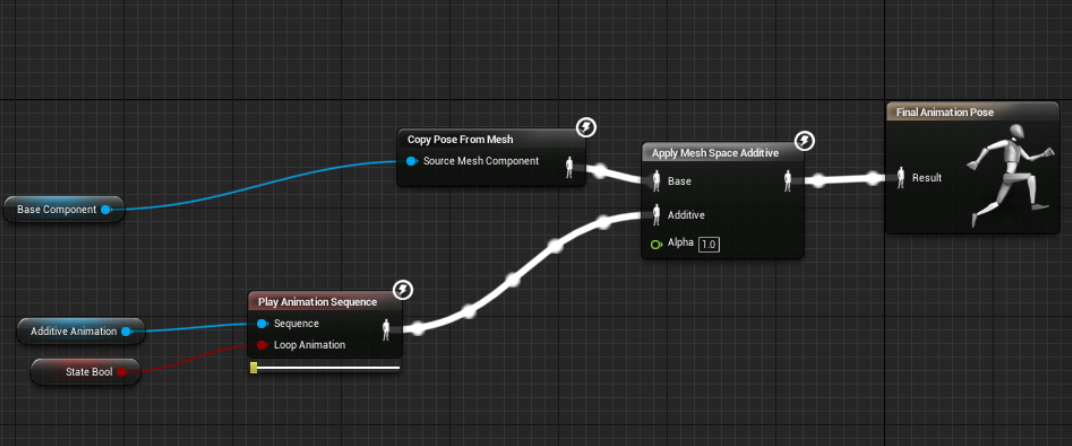 Final Animation Pose
Result
Copy Pose From Mesh
Source Mesh Component
Apply Mesh Space Additive
Base
Additive
Alpha 1.0
Base Component
Play Animation Sequence
Sequence
Loop Animation
Additive Animation
State Bool